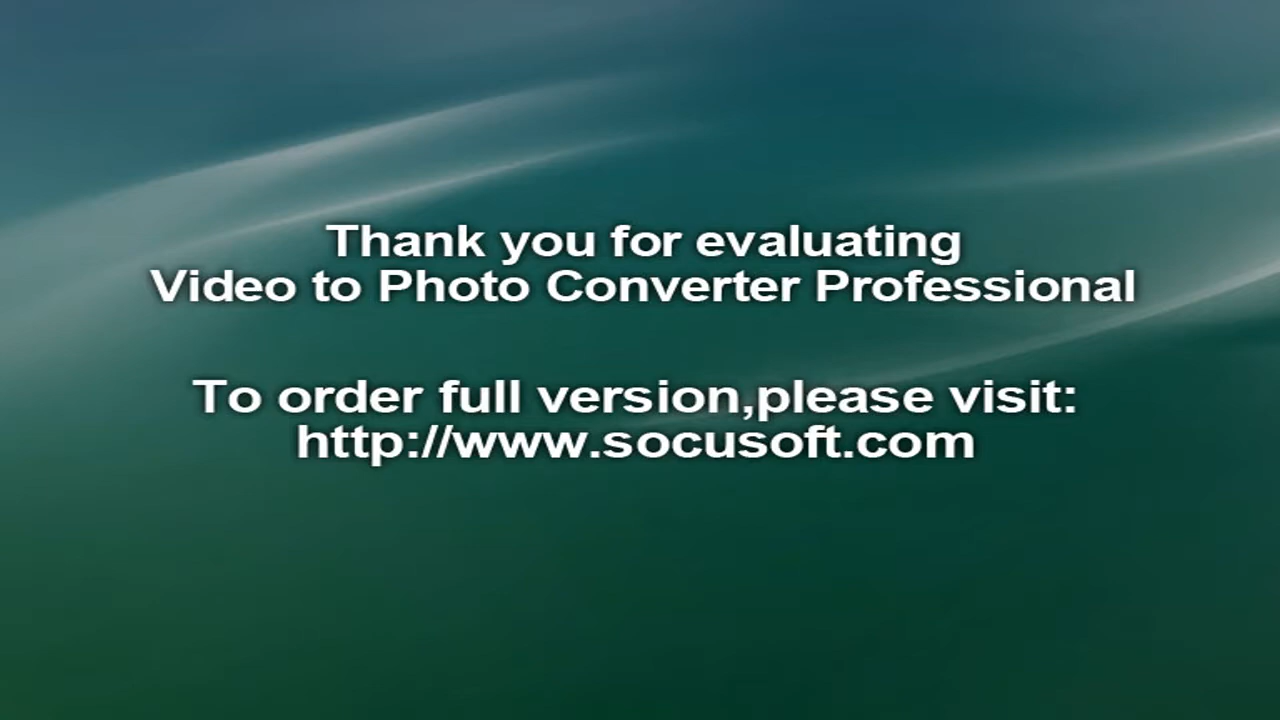 Thank you for evaluating
Video to Photo Converter Professional
To order full version,please visit:
http://www.socusoft.com